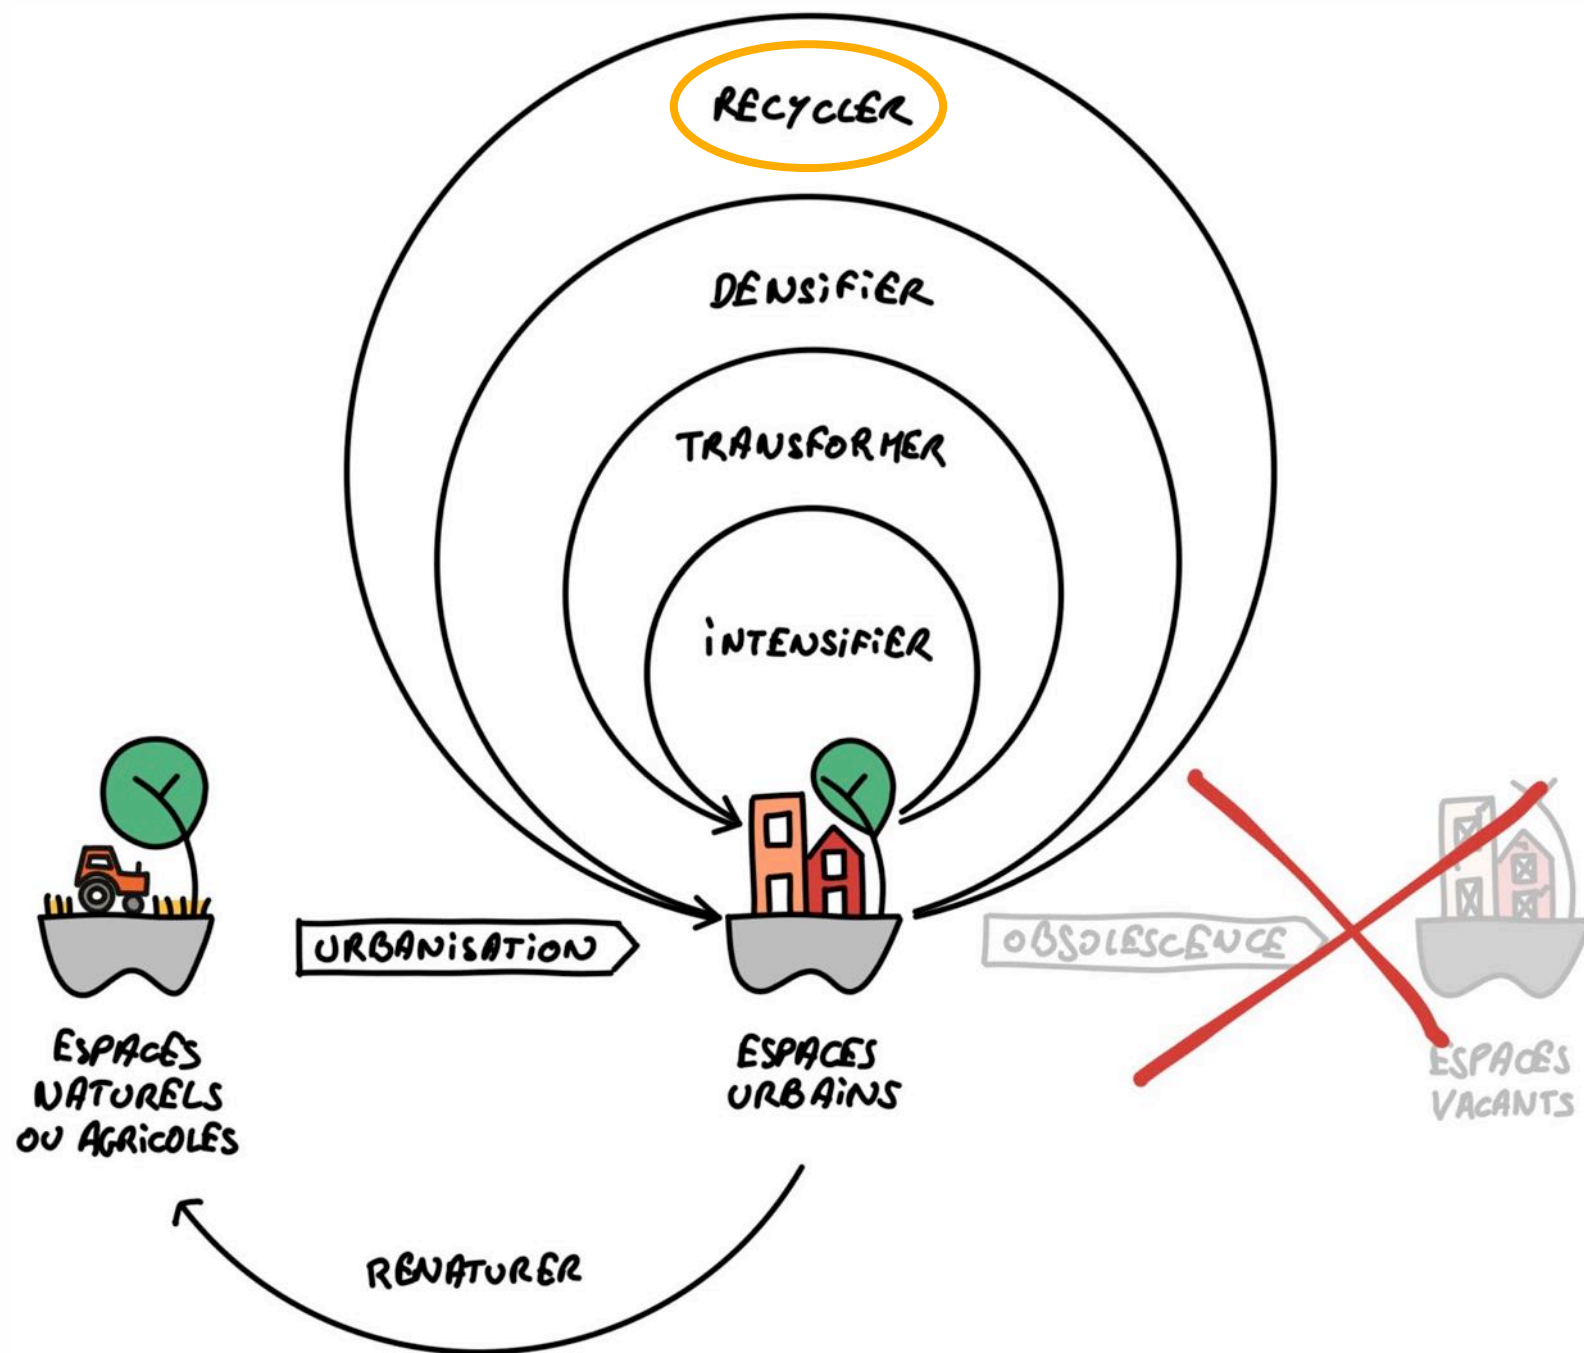 RECYCLER
DENSiFiER
TRANSFORMER
iNTENSiFiER
URBANiSATiON
OBSOLESCENCE
ESPACES
NATURELS
OU AGRiCOLES
ESPACES
URBAiNS
ESPACES
VACANTS
RENATURER